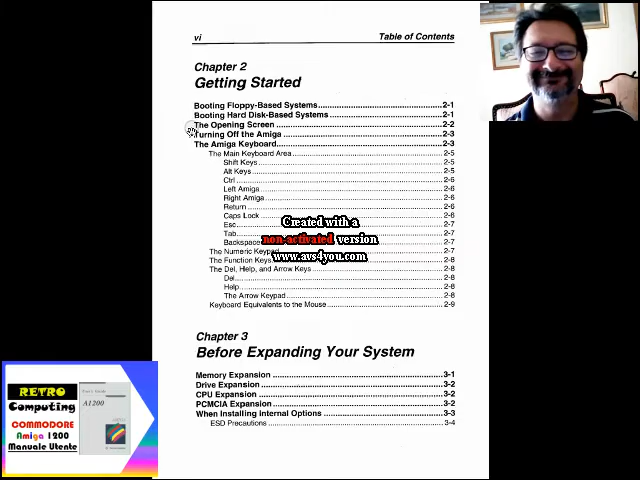 vi Table of Contents
Chapter 2
Getting Started
Booting Floppy-Based Systems 2-1
Booting Hard Disk-Based Systems 2-1
The Opening Screen 2-2
Turning Off the Amiga 2-3
The Amiga Keyboard 2-3
The Main Keyboard Area 2-5
Shift Keys 2-5
Alt Keys 2-5
Ctrl 2-6
Left Amiga 2-6
Right Amiga 2-6
Return 2-6
Caps Lock 2-6
Esc 2-7
Tab 2-7
Backspace 2-7
The Numeric Keypad 2-7
The Function Keys 2-8
The Del, Help, and Arrow Keys 2-8
Del 2-8
Help 2-8
The Arrow Keypad 2-8
Keyboard Equivalents to the Mouse 2-9
Created with a
non-activated version
www.avs4you.com
Chapter 3
Before Expanding Your System
Memory Expansion 3-1
Drive Expansion 3-2
CPU Expansion 3-2
PCMCIA Expansion 3-2
When Installing Internal Options 3-3
ESD Precautions 3-4
RETRO
Computing
COMMODORE
Amiga 1200
Manuale Utente
User's Guide
A1200